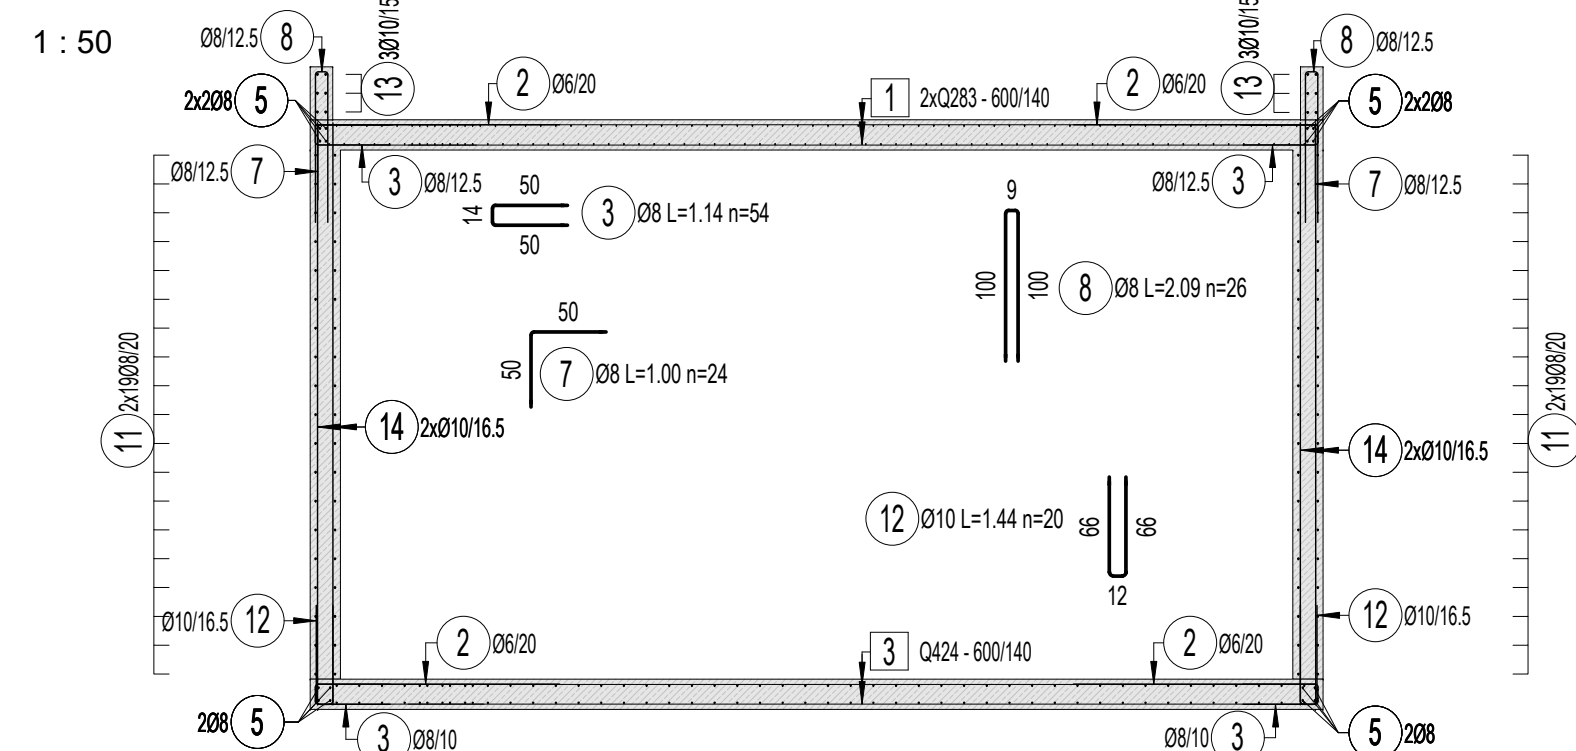 1 : 50
Ø8/12.5 8
13 3Ø10/15
3Ø10/15
13
8 Ø8/12.5
2 Ø6/20
2 Ø6/20
1 2xQ283 - 600/140
2x2Ø8 5
5 2x2Ø8
Ø8/12.5 7
3 Ø8/12.5
Ø8/12.5 3
7 Ø8/12.5
50
14
50
3 Ø8 L=1.14 n=54
9
100
100
8 Ø8 L=2.09 n=26
50
50
7 Ø8 L=1.00 n=24
11 2x19Ø8/20
11 2x19Ø8/20
14 2xØ10/16.5
14 2xØ10/16.5
12 Ø10 L=1.44 n=20
66
66
12
Ø10/16.5 12
12 Ø10/16.5
2 Ø6/20
3 Q424 - 600/140
2 Ø6/20
2Ø8 5
5 2Ø8
3 Ø8/10
Ø8/10 3